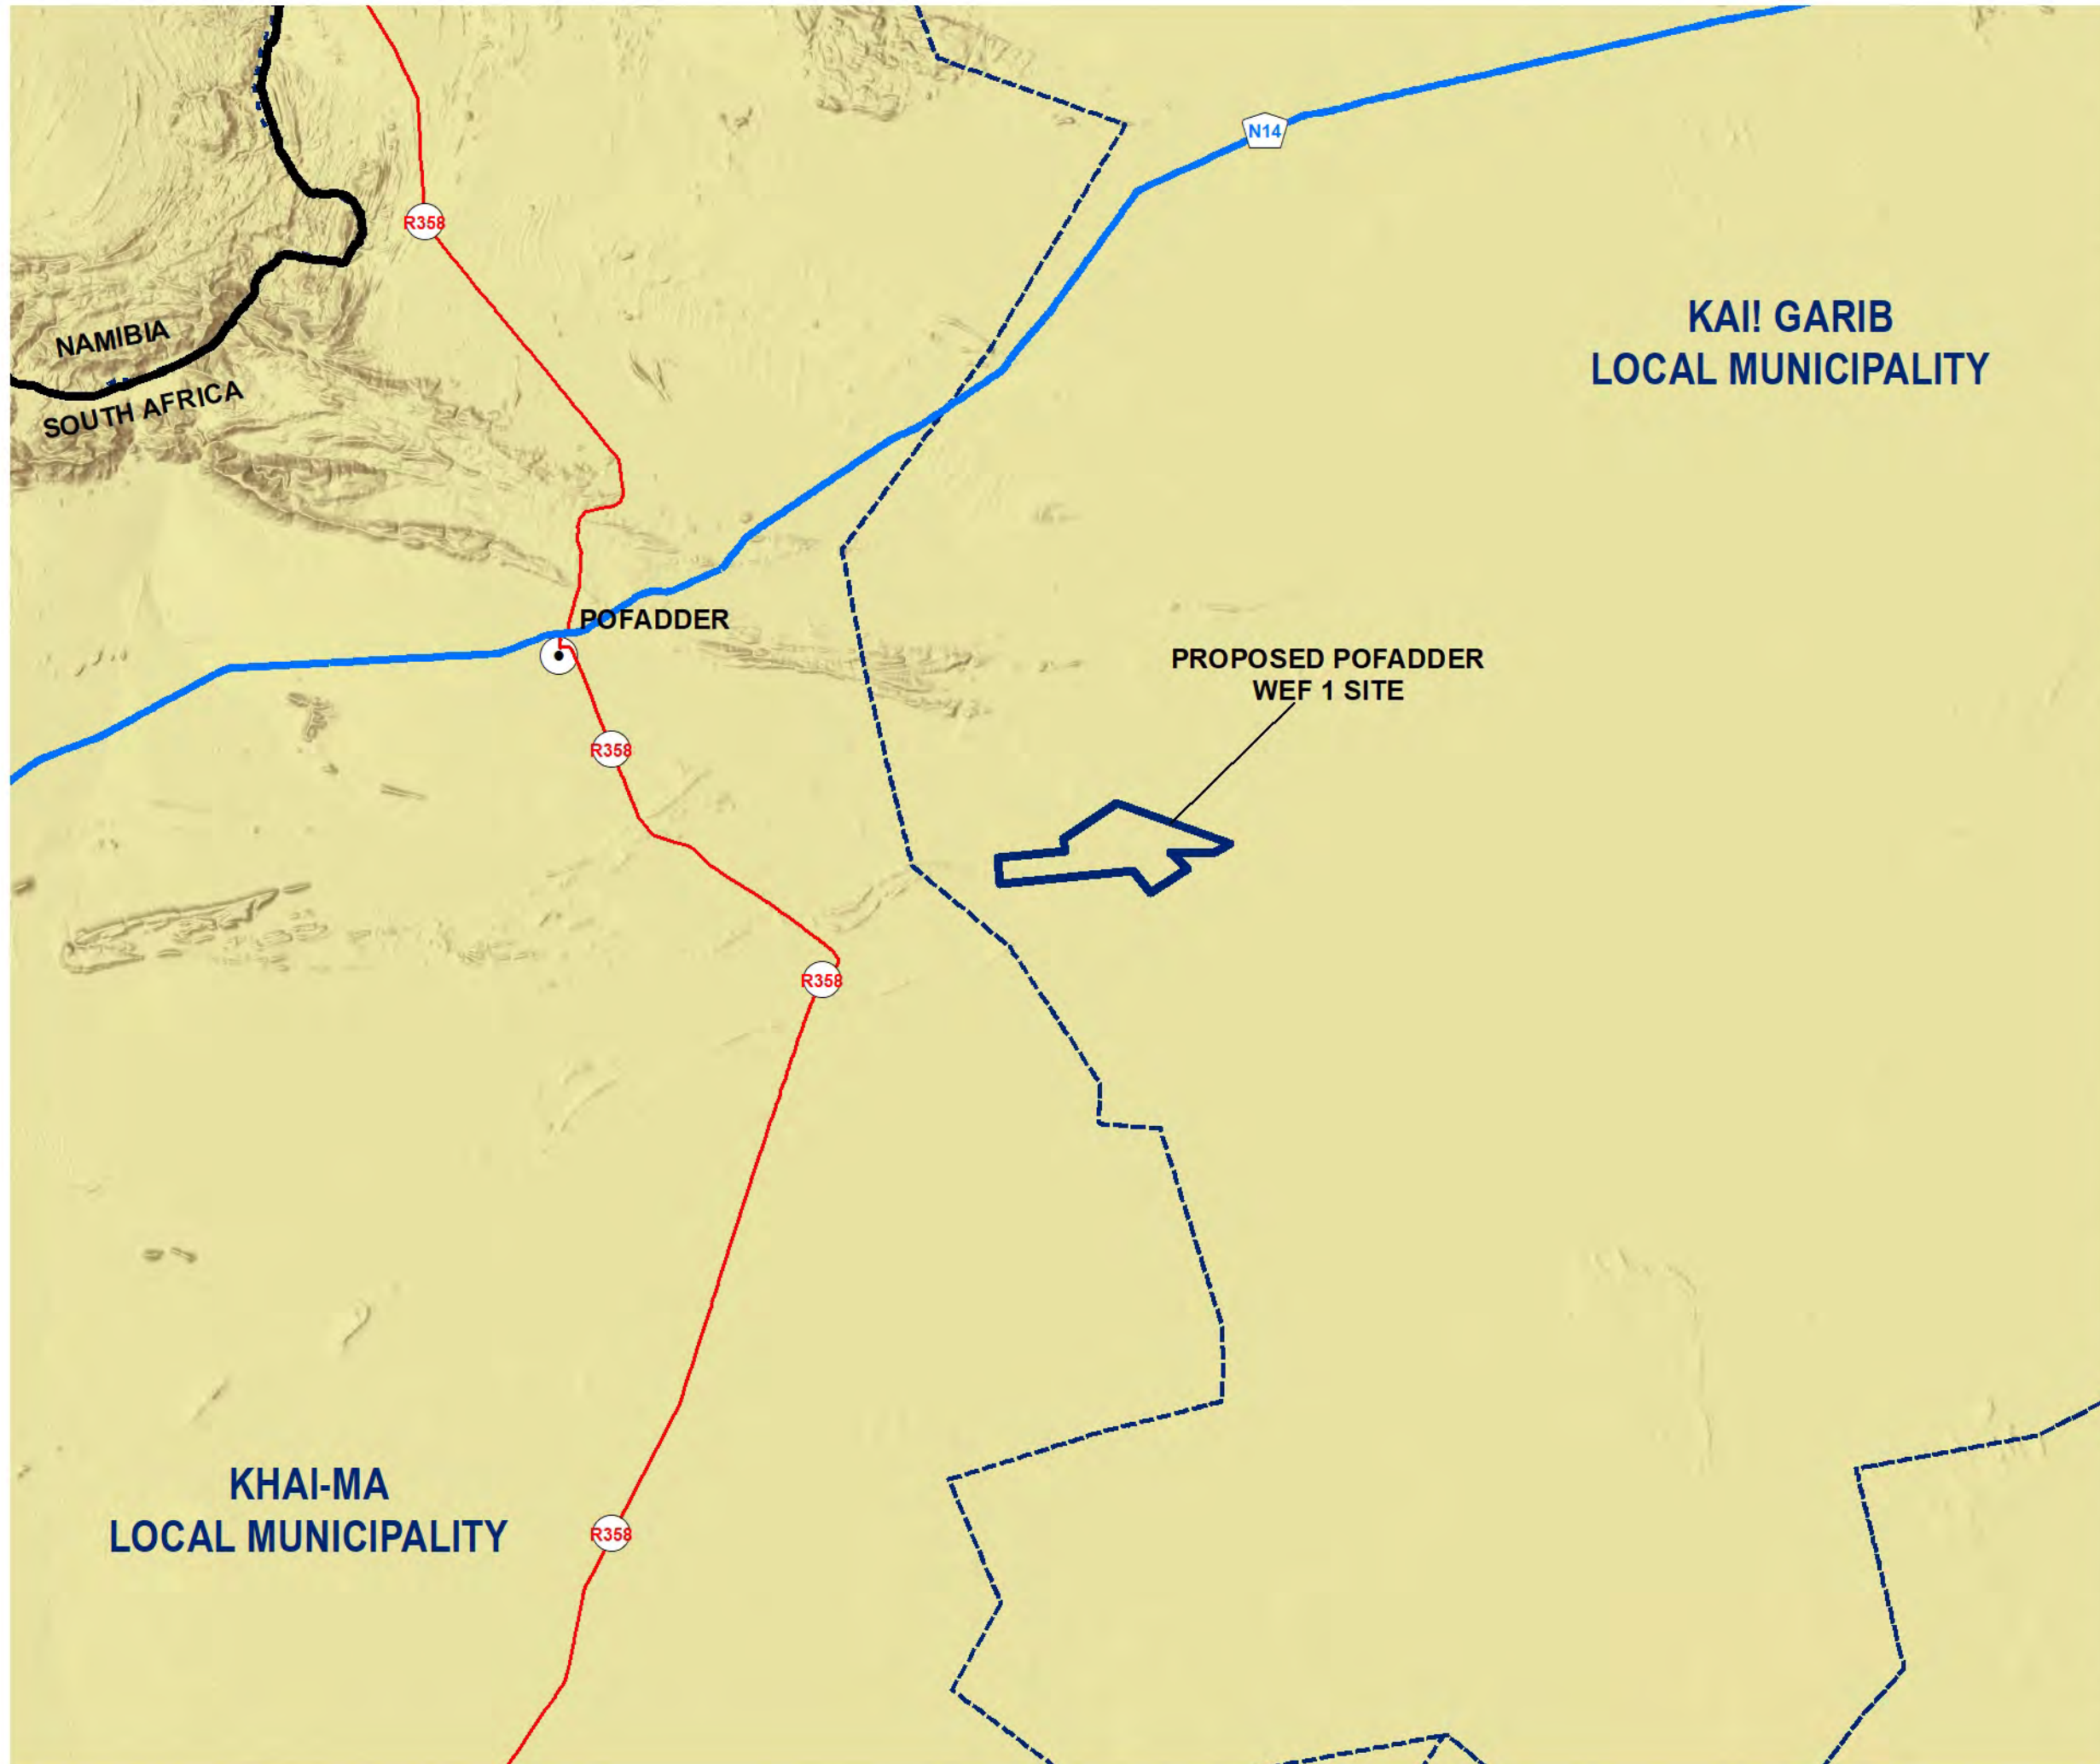 N14
R358
KAI! GARIB
LOCAL MUNICIPALITY
NAMIBIA
SOUTH AFRICA
POFADDER
PROPOSED POFADDER
WEF 1 SITE
R358
R358
KHAI-MA
LOCAL MUNICIPALITY
R358